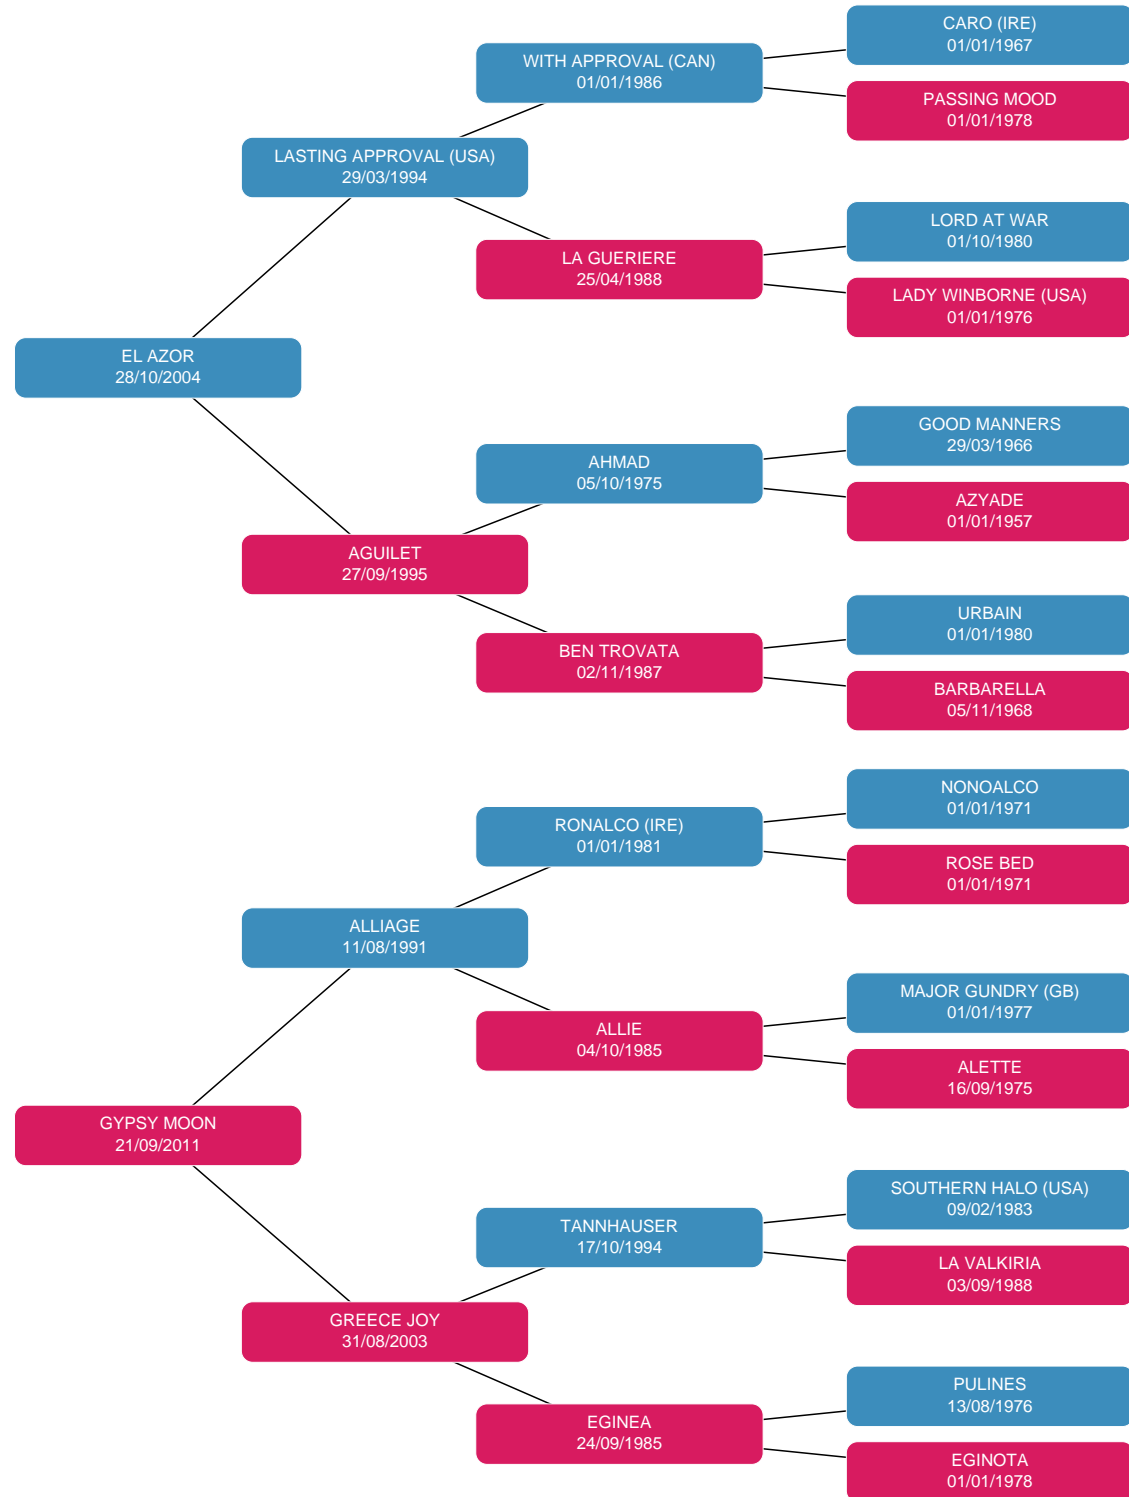 CARO (IRE)
01/01/1967
WITH APPROVAL (CAN)
01/01/1986
PASSING MOOD
01/01/1978
LASTING APPROVAL (USA)
29/03/1994
LORD AT WAR
01/10/1980
LA GUERIERE
25/04/1988
LADY WINBORNE (USA)
01/01/1976
EL AZOR
28/10/2004
GOOD MANNERS
29/03/1966
AHMAD
05/10/1975
AZYADE
01/01/1957
AGUILET
27/09/1995
URBAIN
01/01/1980
BEN TROVATA
02/11/1987
BARBARELLA
05/11/1968
NONOALCO
01/01/1971
RONALCO (IRE)
01/01/1981
ROSE BED
01/01/1971
ALLIAGE
11/08/1991
MAJOR GUNDRY (GB)
01/01/1977
ALLIE
04/10/1985
ALETTE
16/09/1975
GYPSY MOON
21/09/2011
SOUTHERN HALO (USA)
09/02/1983
TANNHAUSER
17/10/1994
LA VALKIRIA
03/09/1988
GREECE JOY
31/08/2003
PULINES
13/08/1976
EGINEA
24/09/1985
EGINOTA
01/01/1978